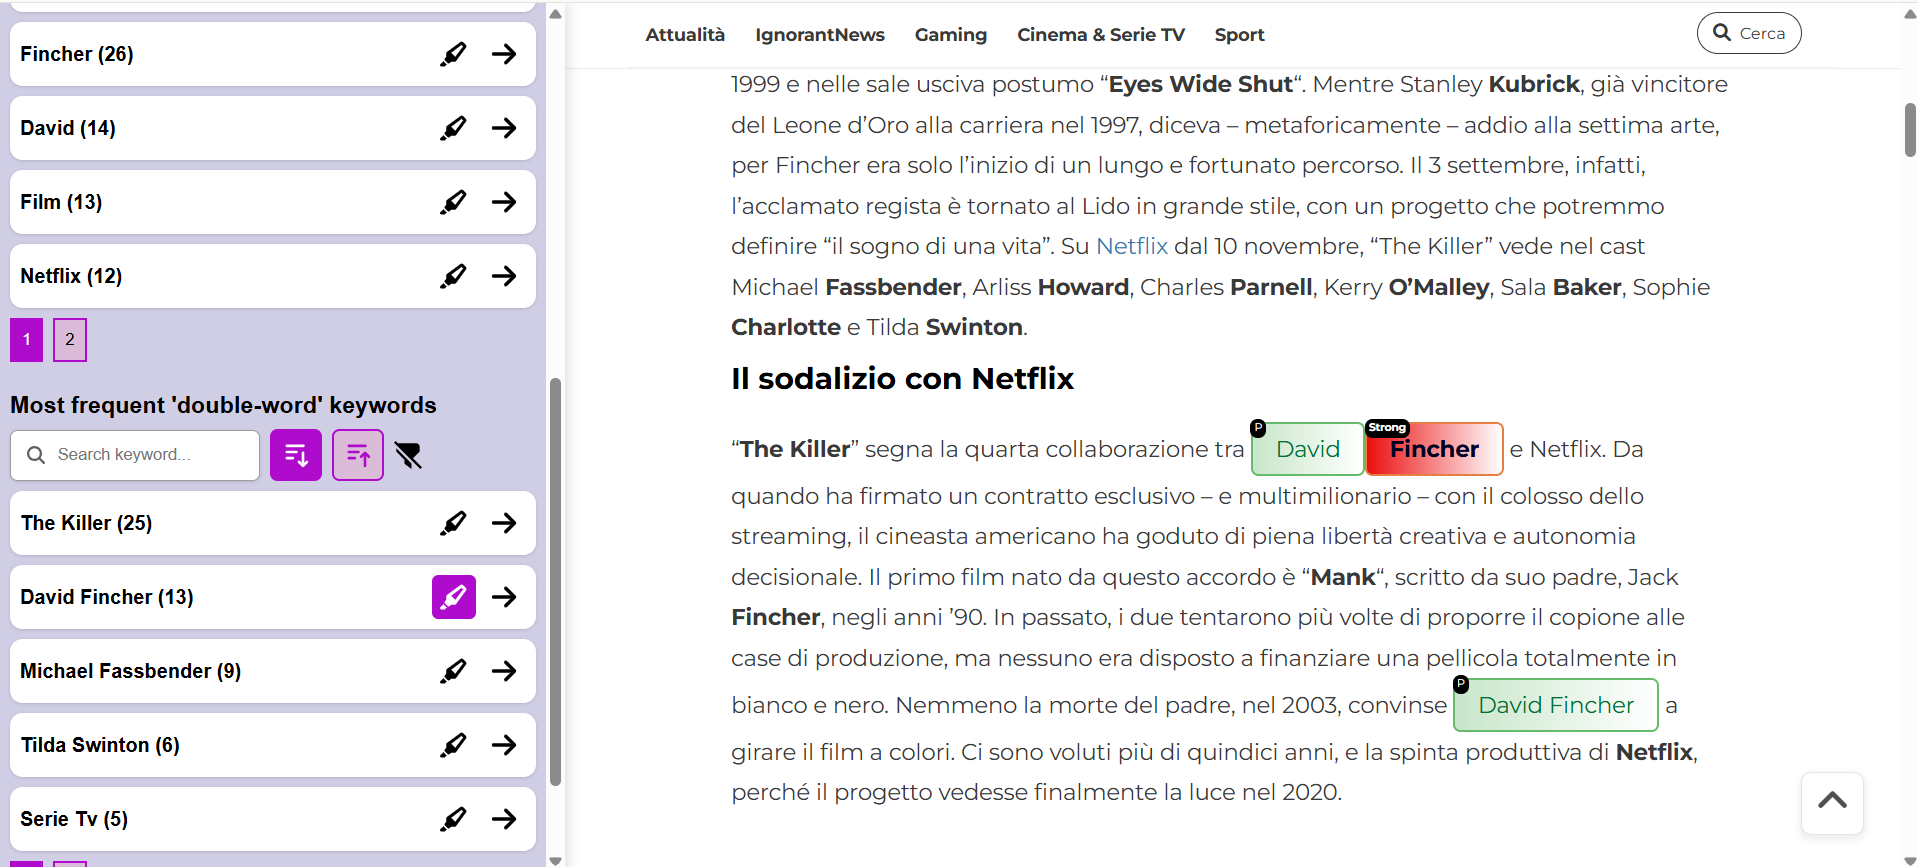 Fincher (26)
David (14)
Film (13)
Netflix (12)
1 2
Most frequent 'double-word' keywords
Search keyword...
The Killer (25)
David Fincher (13)
Michael Fassbender (9)
Tilda Swinton (6)
Serie Tv (5)
Attualità IgnorantNews Gaming Cinema & Serie TV Sport Cerca
1999 e nelle sale usciva postumo “Eyes Wide Shut“. Mentre Stanley Kubrick, già vincitore
del Leone d’Oro alla carriera nel 1997, diceva – metaforicamente – addio alla settima arte,
per Fincher era solo l’inizio di un lungo e fortunato percorso. Il 3 settembre, infatti,
l’acclamato regista è tornato al Lido in grande stile, con un progetto che potremmo
definire “il sogno di una vita”. Su Netflix dal 10 novembre, “The Killer” vede nel cast
Michael Fassbender, Arliss Howard, Charles Parnell, Kerry O’Malley, Sala Baker, Sophie
Charlotte e Tilda Swinton.
Il sodalizio con Netflix
P Strong
“The Killer” segna la quarta collaborazione tra David Fincher e Netflix. Da
quando ha firmato un contratto esclusivo – e multimilionario – con il colosso dello
streaming, il cineasta americano ha goduto di piena libertà creativa e autonomia
decisionale. Il primo film nato da questo accordo è “Mank“, scritto da suo padre, Jack
Fincher, negli anni ’90. In passato, i due tentarono più volte di proporre il copione alle
case di produzione, ma nessuno era disposto a finanziare una pellicola totalmente in
P
bianco e nero. Nemmeno la morte del padre, nel 2003, convinse David Fincher a
girare il film a colori. Ci sono voluti più di quindici anni, e la spinta produttiva di Netflix,
perché il progetto vedesse finalmente la luce nel 2020.